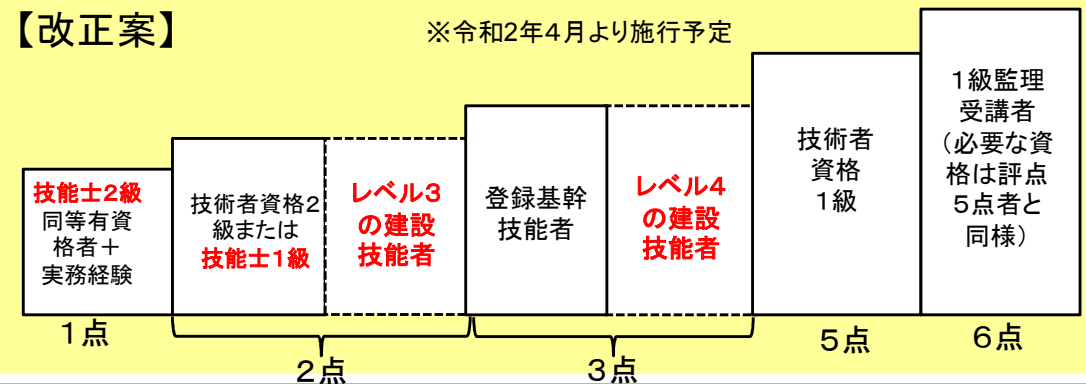 【改正案】
※令和2年4月より施行予定
技能士2級
同等有資
格者＋
実務経験
1点
技術者資格2
級または
技能士1級
レベル3
の建設
技能者
2点
登録基幹
技能者
レベル4
の建設
技能者
3点
技術者
資格
1級
5点
1級監理
受講者
（必要な資
格は評点
5点者と
同様）
6点